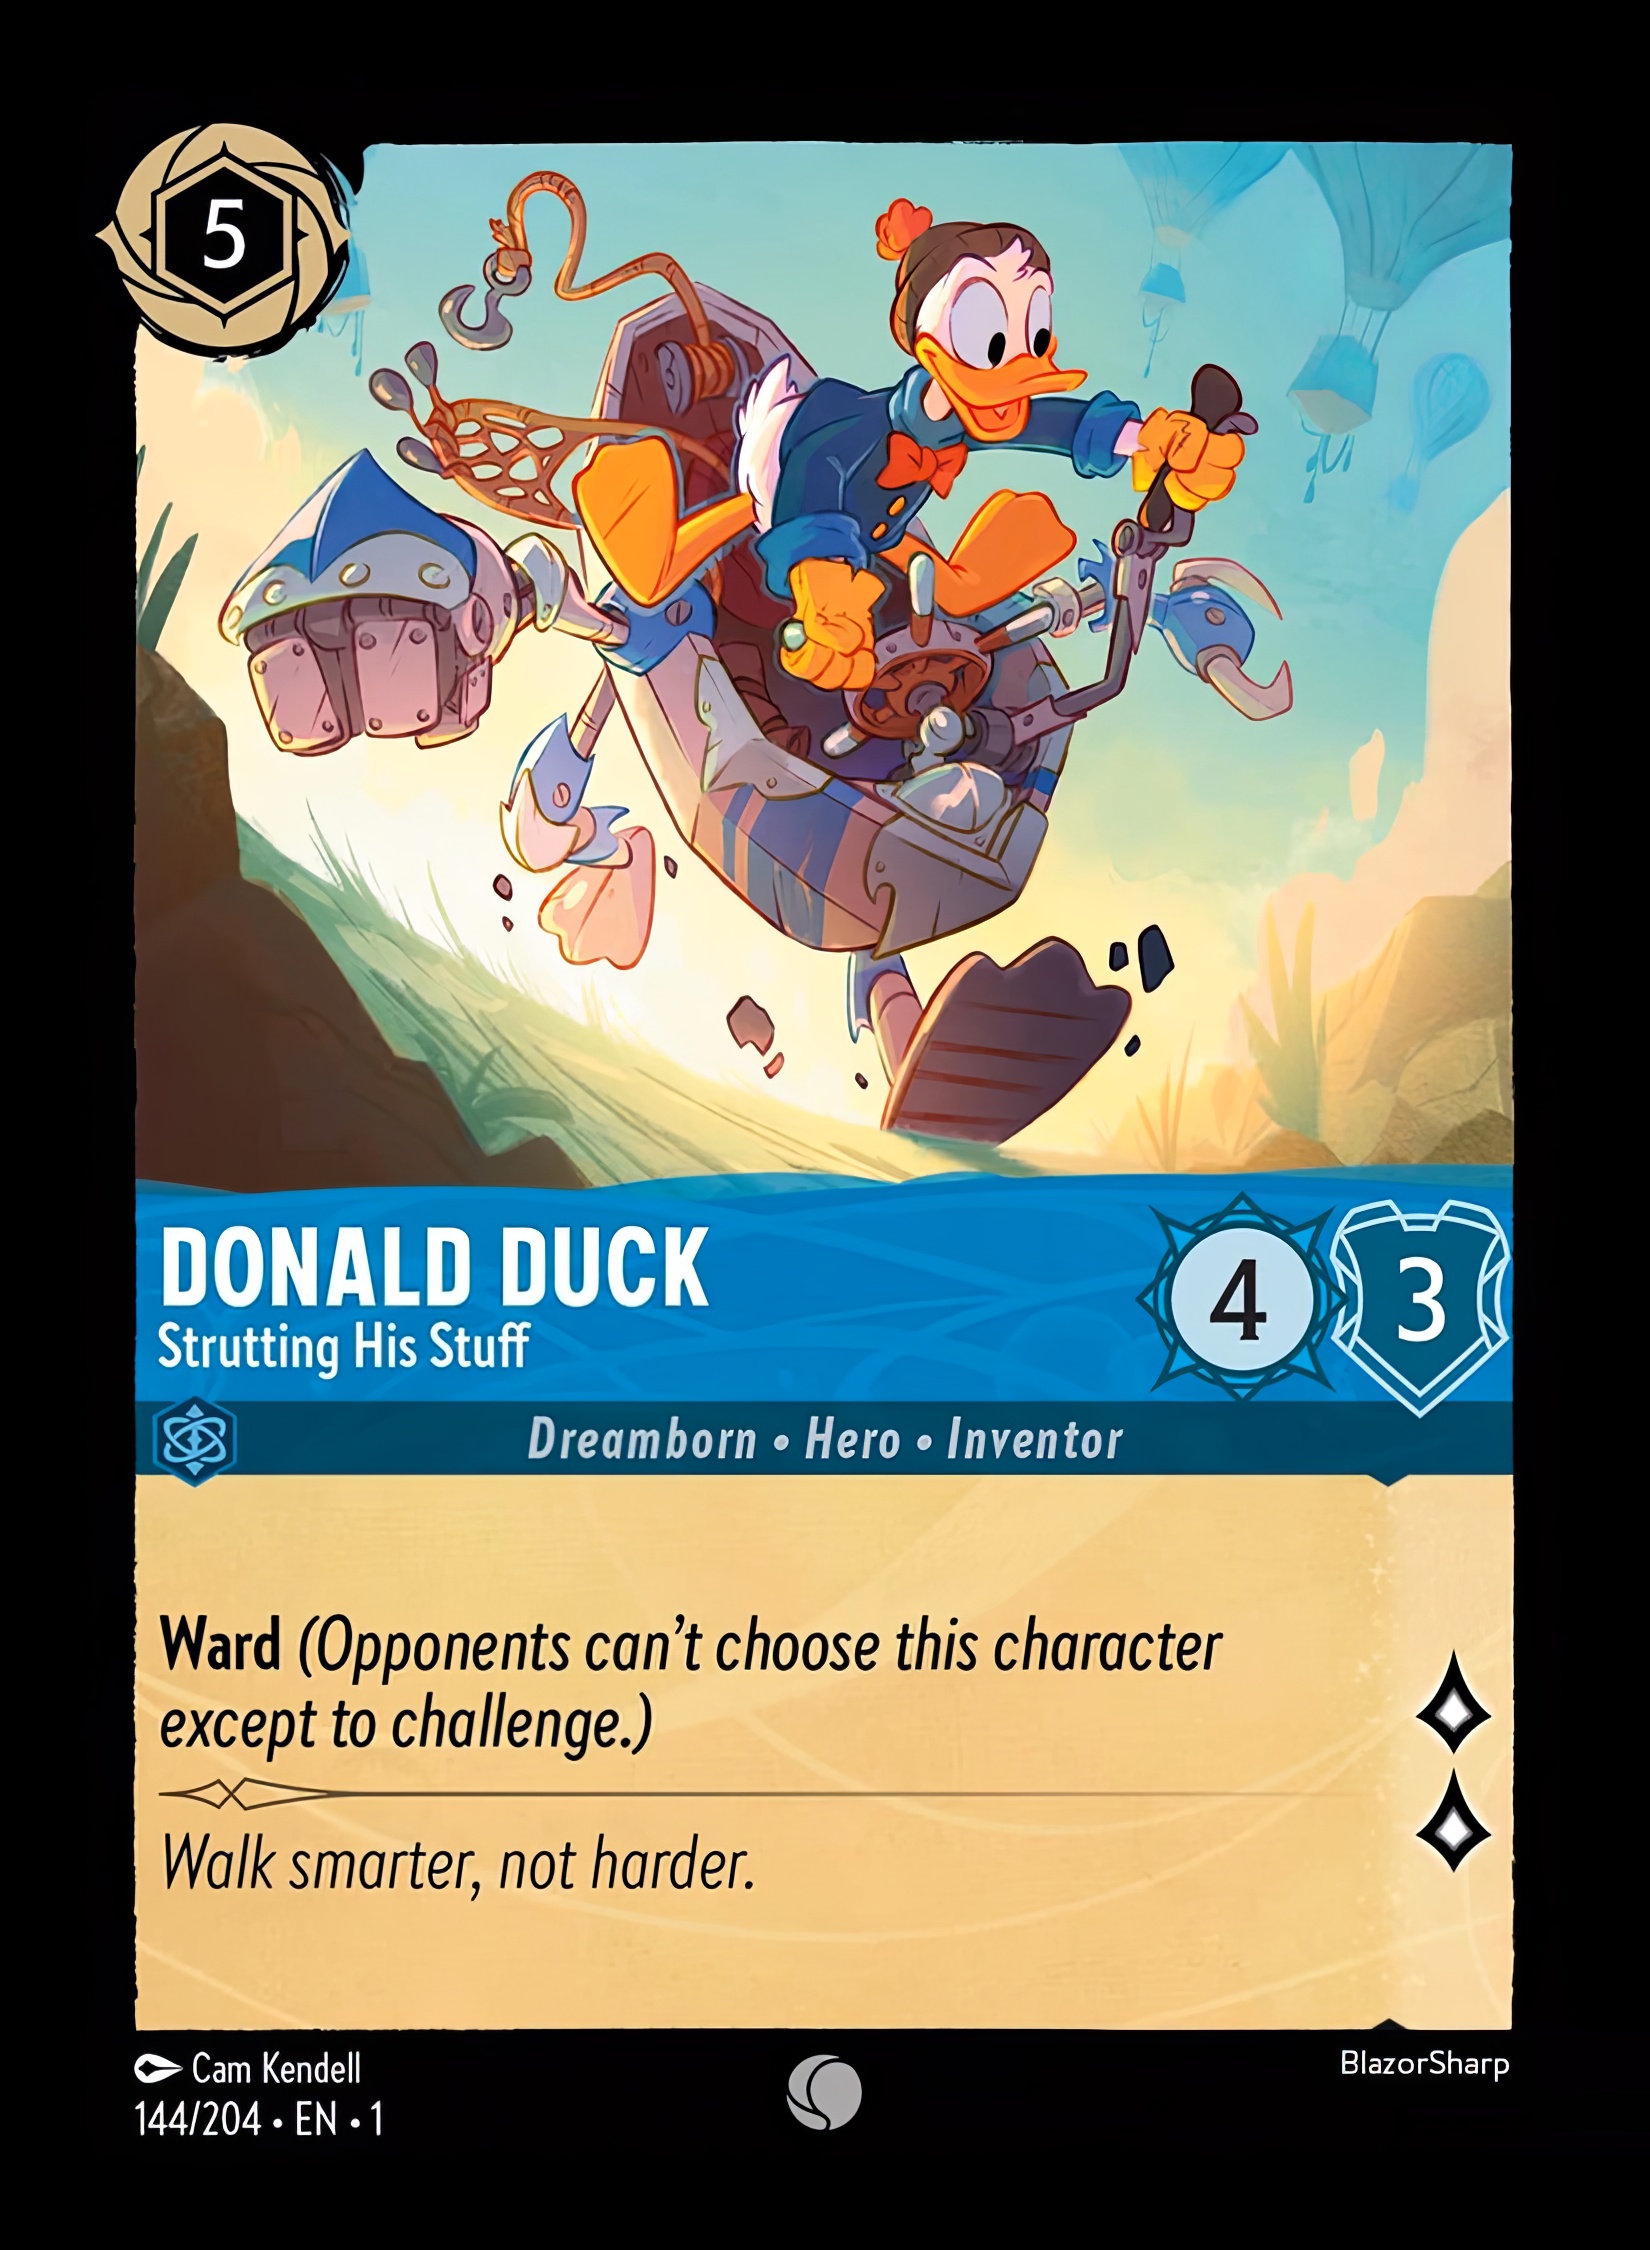 5
DONALD DUCK
Strutting His Stuff
4
3
Dreamborn • Hero • Inventor
Ward (Opponents can't choose this character
except to challenge.)
Walk smarter, not harder.
Cam Kendell
BlazorSharp
144/204 • EN • 1